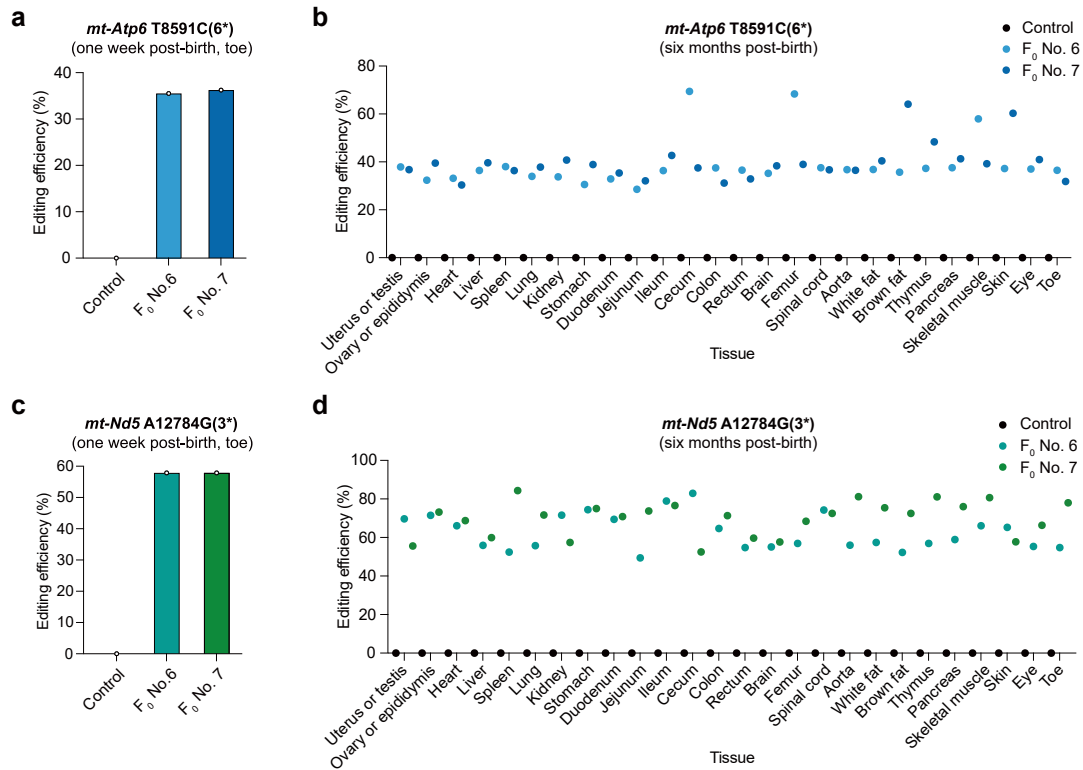 a
mt-Atp6 T8591C(6*)
(one week post-birth, toe)
Editing efficiency (%)
40
30
20
10
0
Control
F0 No.6
F0 No. 7
b
mt-Atp6 T8591C(6*)
(six months post-birth)
Control
F0 No. 6
F0 No. 7
Editing efficiency (%)
80
60
40
20
0
Uterus or testis
Ovary or epididymis
Heart
Liver
Spleen
Lung
Kidney
Stomach
Duodenum
Jejunum
Ileum
Cecum
Colon
Rectum
Brain
Femur
Spinal cord
Aorta
White fat
Brown fat
Thymus
Pancreas
Skeletal muscle
Skin
Eye
Toe
Tissue
c
mt-Nd5 A12784G(3*)
(one week post-birth, toe)
Editing efficiency (%)
60
50
40
30
20
10
0
Control
F0 No.6
F0 No. 7
d
mt-Nd5 A12784G(3*)
(six months post-birth)
Control
F0 No. 6
F0 No. 7
Editing efficiency (%)
100
80
60
40
20
0
Uterus or testis
Ovary or epididymis
Heart
Liver
Spleen
Lung
Kidney
Stomach
Duodenum
Jejunum
Ileum
Cecum
Colon
Rectum
Brain
Femur
Spinal cord
Aorta
White fat
Brown fat
Thymus
Pancreas
Skeletal muscle
Skin
Eye
Toe
Tissue